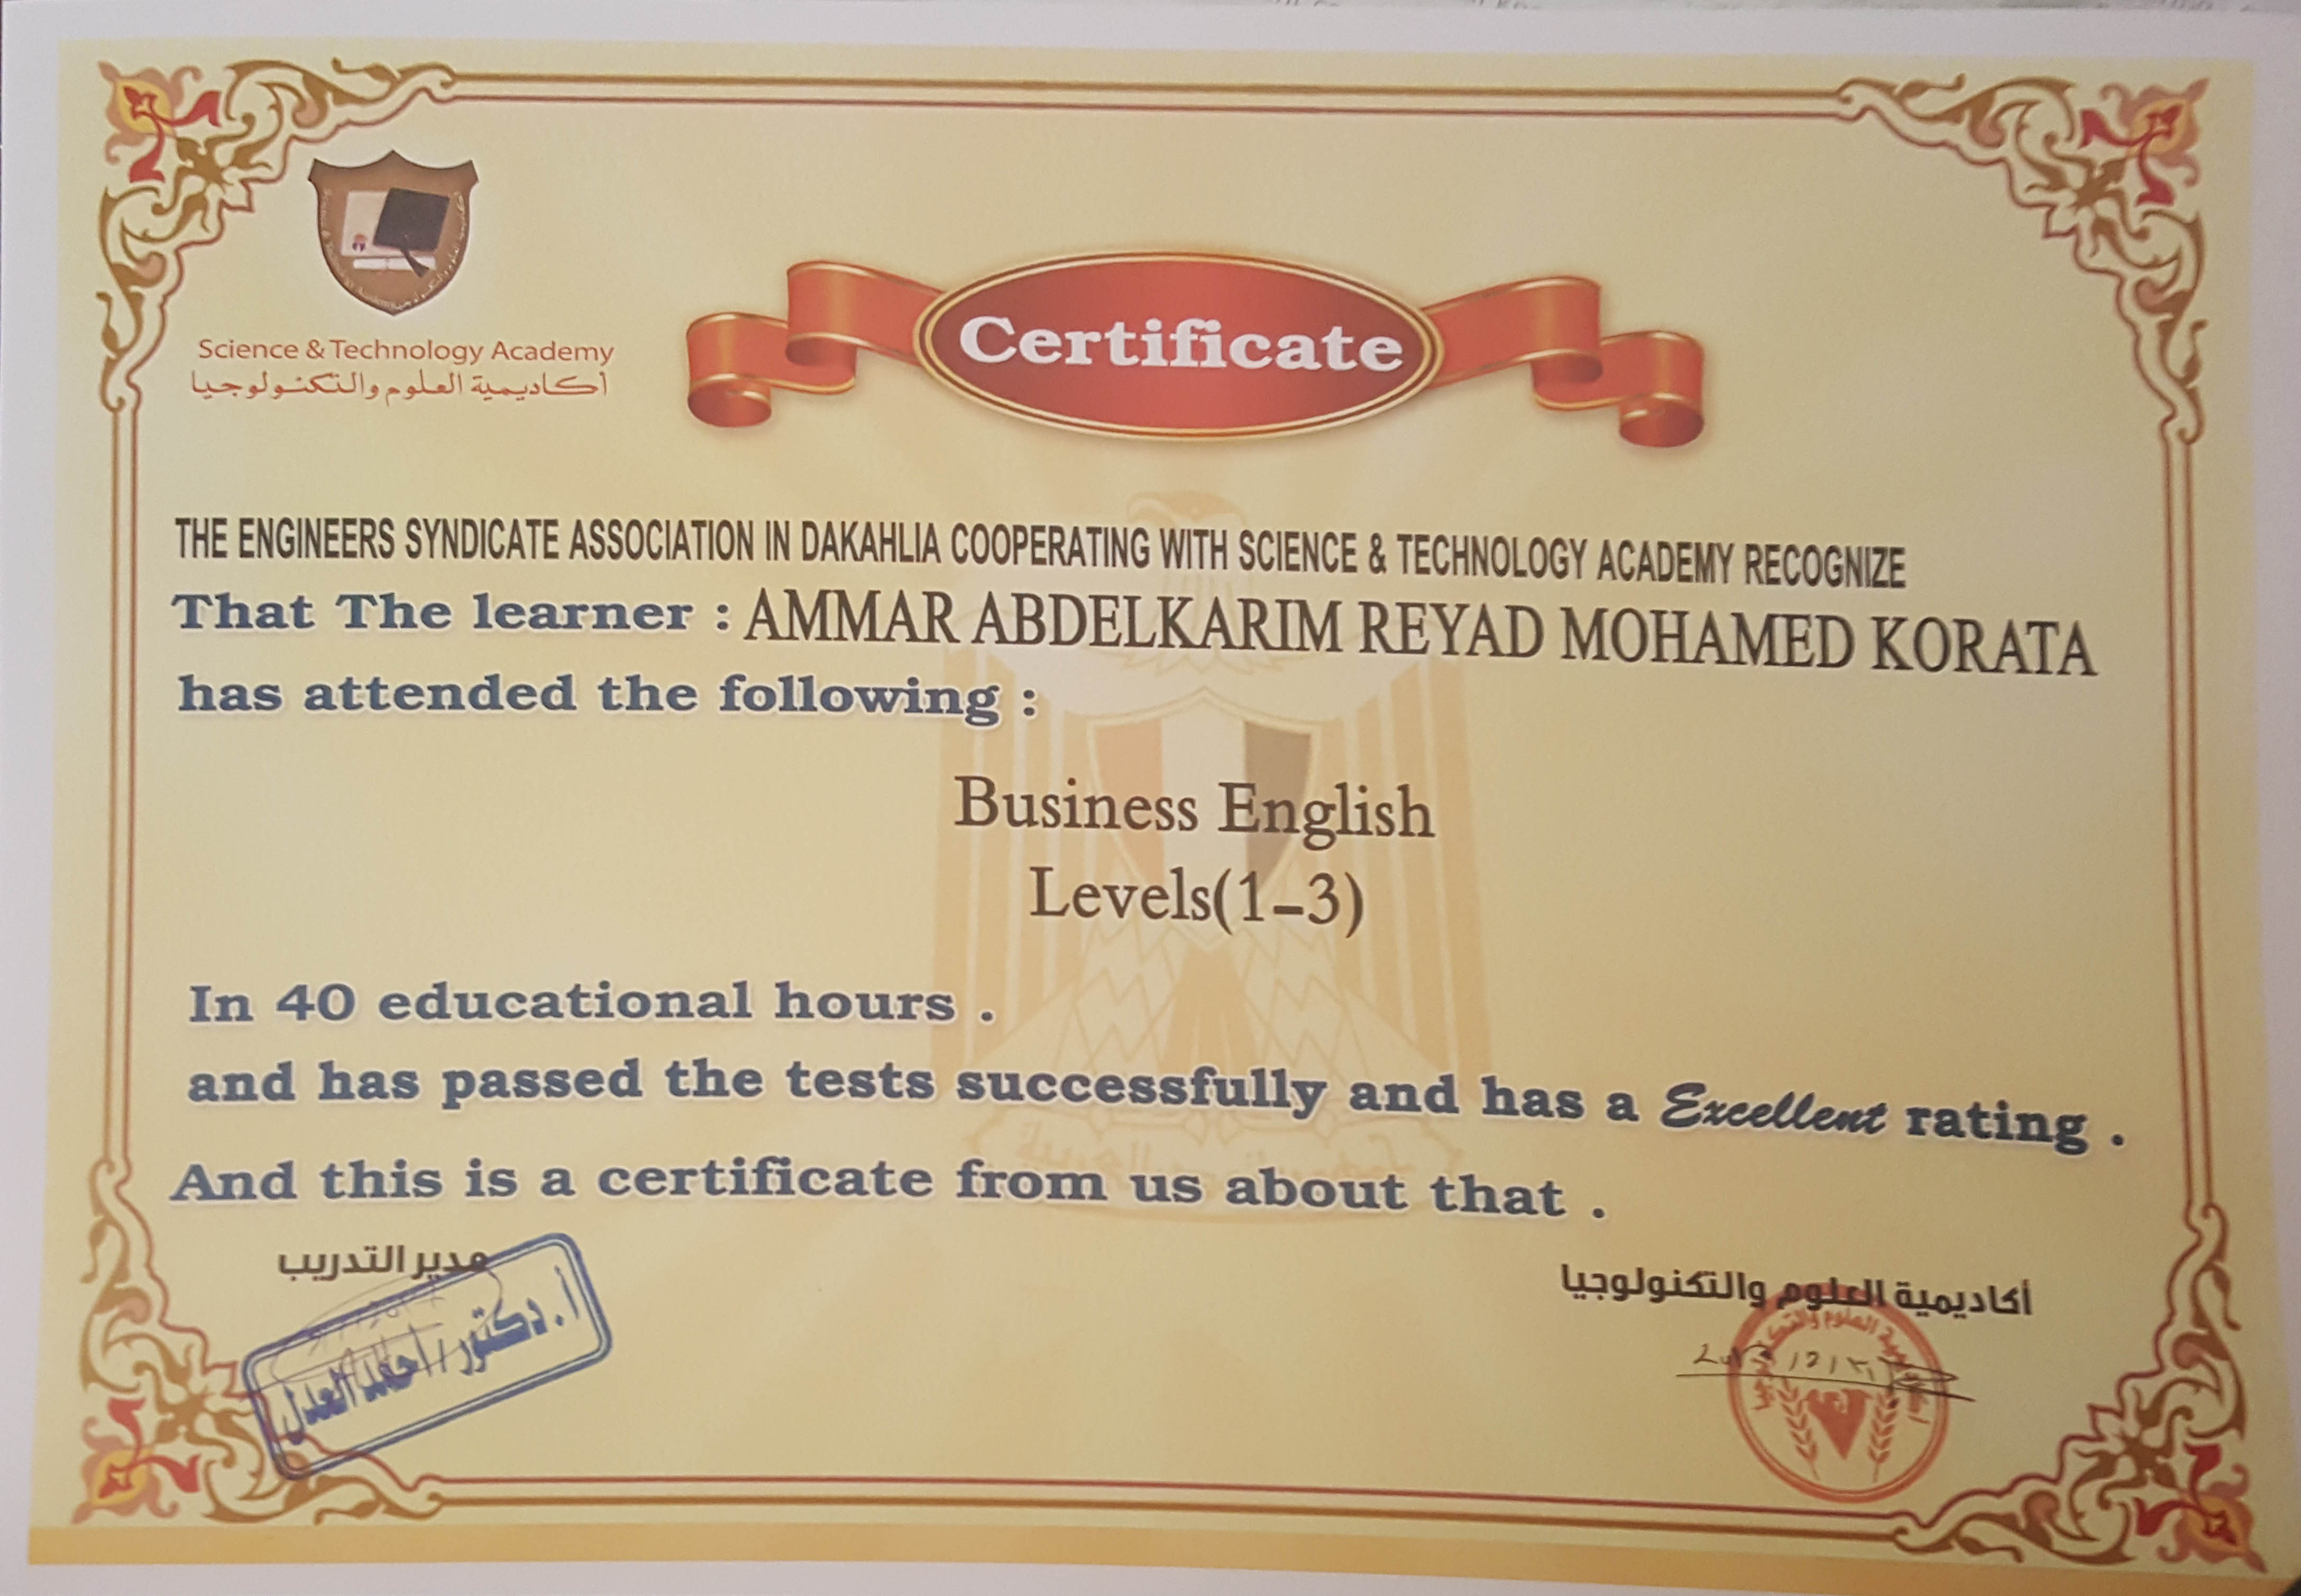 Science & Technology Academy
أكاديمية العلوم والتكنولوجيا
Certificate
THE ENGINEERS SYNDICATE ASSOCIATION IN DAKAHLIA COOPERATING WITH SCIENCE & TECHNOLOGY ACADEMY RECOGNIZE
That The learner : AMMAR ABDELKARIM REYAD MOHAMED KORATA
has attended the following :
Business English
Levels(1-3)
In 40 educational hours .
and has passed the tests successfully and has a Excellent rating .
And this is a certificate from us about that .
مدير التدريب
أ. دكتور / أحمد العدل
أكاديمية العلوم والتكنولوجيا